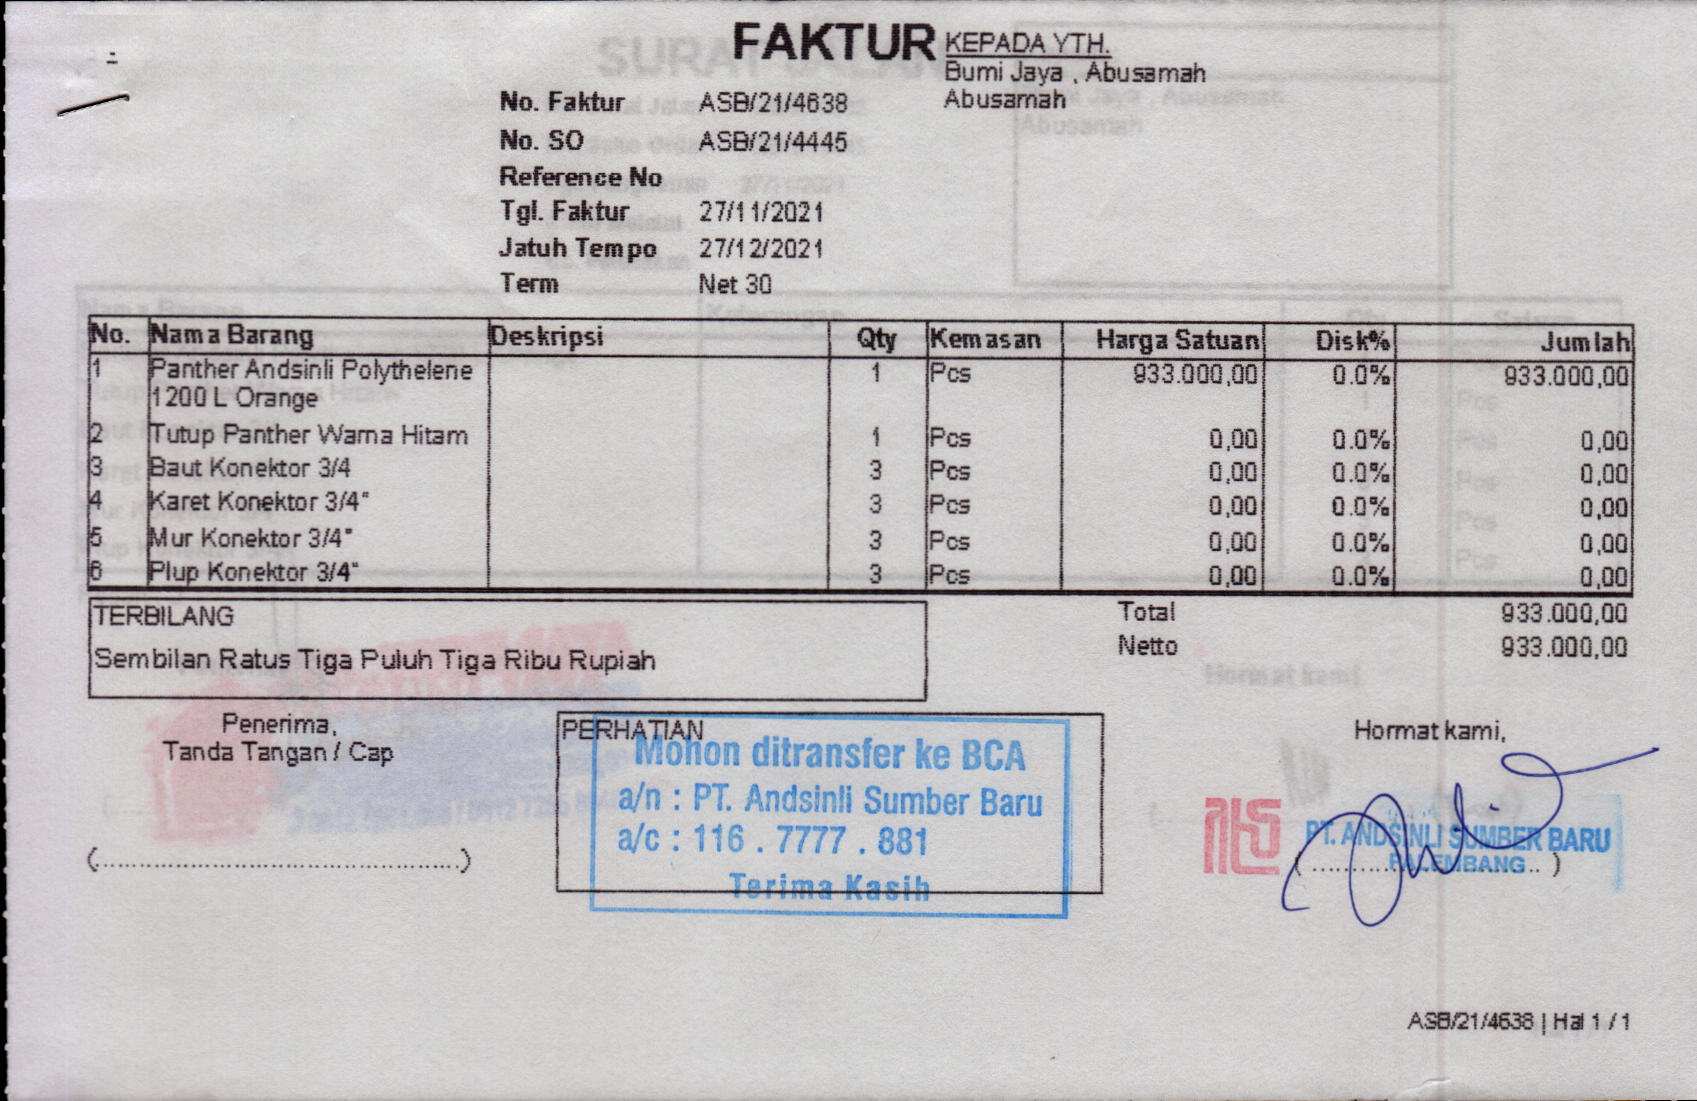 FAKTUR
KEPADA YTH.
Bumi Jaya , Abusamah
Abusamah
No. Faktur ASB/21/4638
No. SO ASB/21/4445
Reference No
Tgl. Faktur 27/11/2021
Jatuh Tempo 27/12/2021
Term Net 30
No. Nama Barang Deskripsi Qty Kemasan Harga Satuan Disk% Jumlah
1 Panther Andsinli Polythelene 1 Pcs 933.000,00 0.0% 933.000,00
1200 L Orange
2 Tutup Panther Warna Hitam 1 Pcs 0,00 0.0% 0,00
3 Baut Konektor 3/4 3 Pcs 0,00 0.0% 0,00
4 Karet Konektor 3/4" 3 Pcs 0,00 0.0% 0,00
5 Mur Konektor 3/4" 3 Pcs 0,00 0.0% 0,00
6 Plup Konektor 3/4" 3 Pcs 0,00 0.0% 0,00
Total 933.000,00
Netto 933.000,00
TERBILANG
Sembilan Ratus Tiga Puluh Tiga Ribu Rupiah
Penerima,
Tanda Tangan / Cap
(...............................................)
PERHATIAN
Mohon ditransfer ke BCA
a/n : PT. Andsinli Sumber Baru
a/c : 116 . 7777 . 881
Terima Kasih
Hormat kami,
PT. ANDSINLI SUMBER BARU
PALEMBANG
ASB/21/4638 | Hal 1 / 1